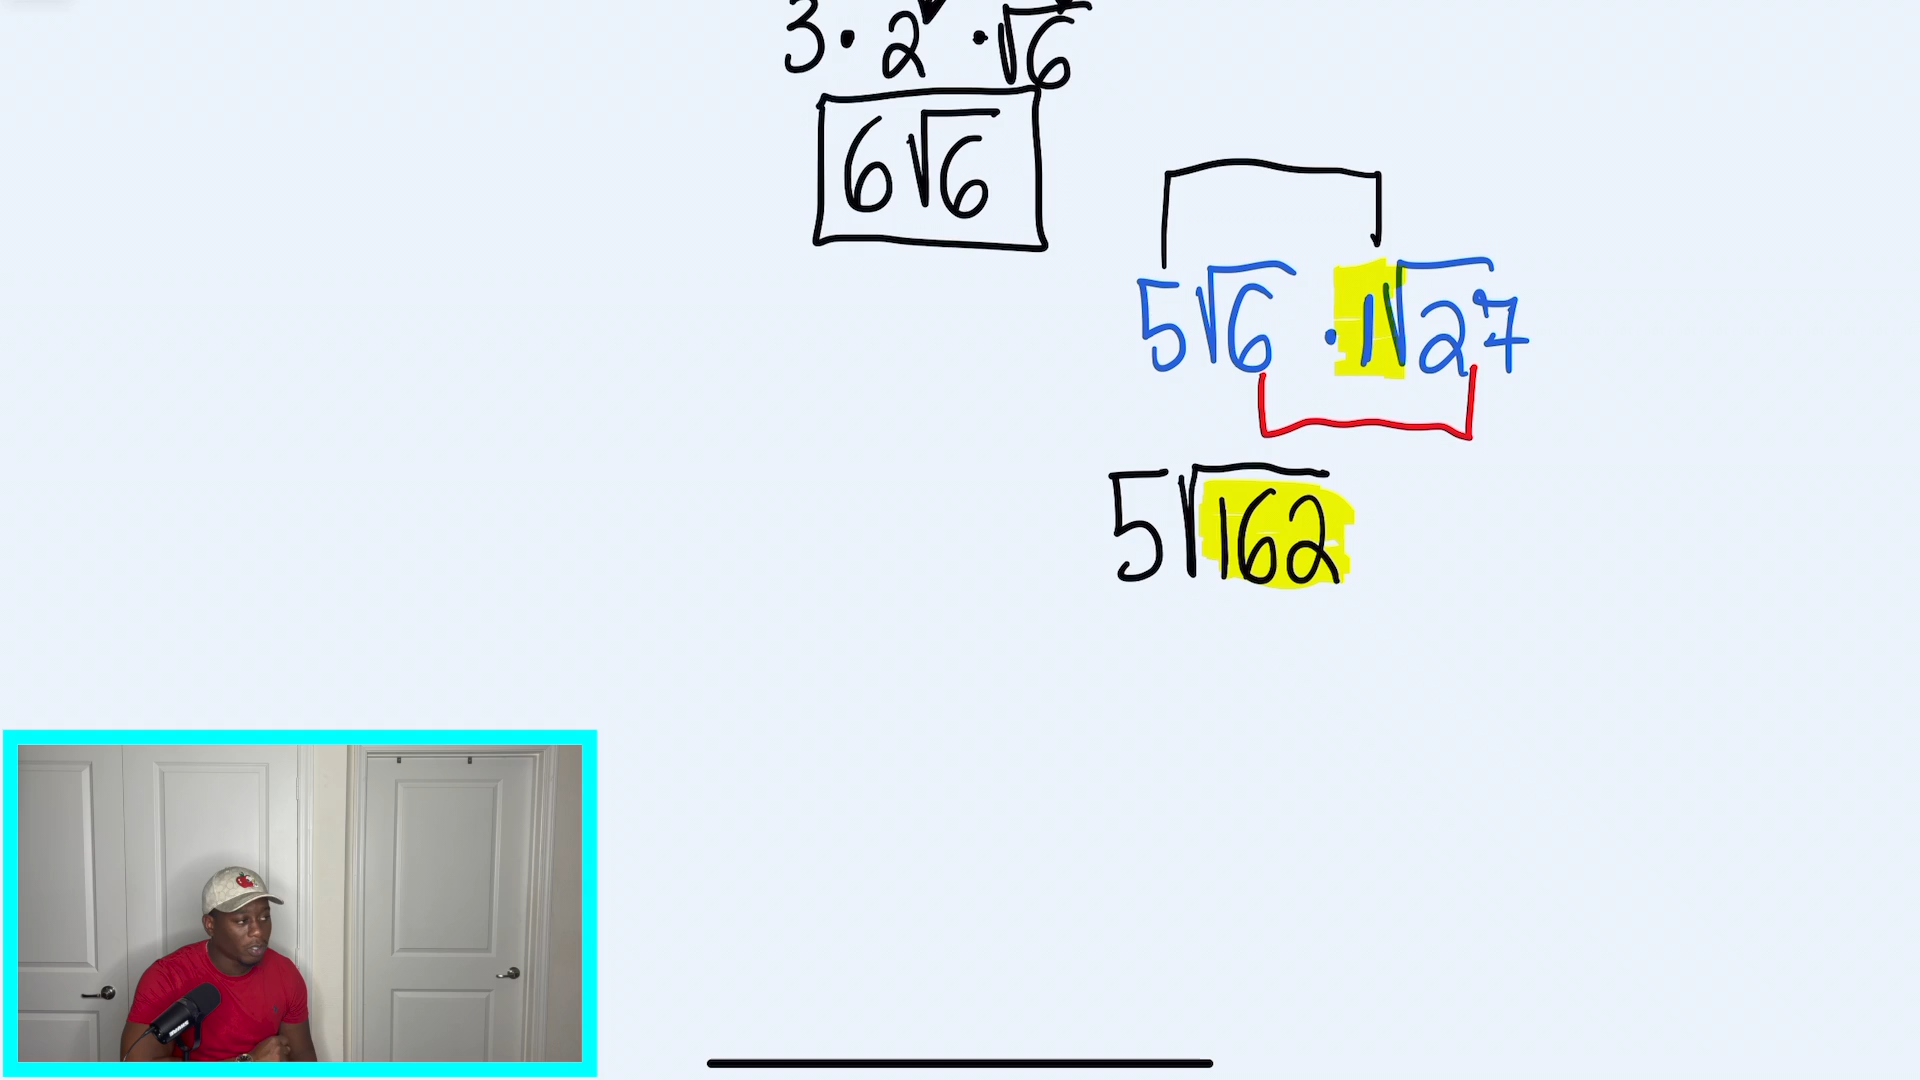 3 · 2 · √6
6√6
5√6 · 1√27
5√162